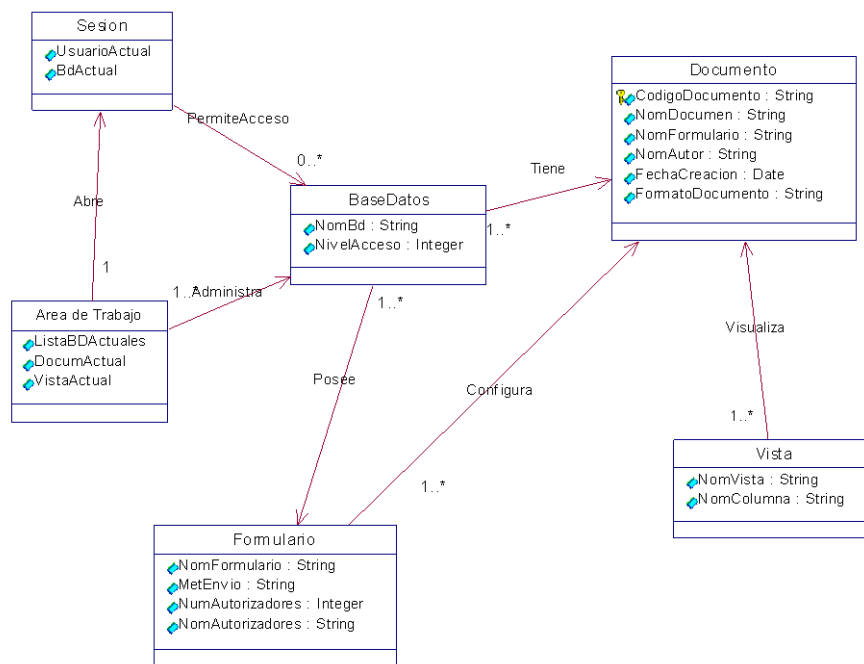 Sesion
UsuarioActual
BdActual
PermiteAcceso
0..*
Abre
1
Area de Trabajo
ListaBDActuales
DocumActual
VistaActual
1..*
Administra
BaseDatos
NomBd : String
NivelAcceso : Integer
1..*
Tiene
1..*
Documento
CodigoDocumento : String
NomDocumen : String
NomFormulario : String
NomAutor : String
FechaCreacion : Date
FormatoDocumento : String
Posee
Configura
1..*
Visualiza
1..*
Vista
NomVista : String
NomColumna : String
Formulario
NomFormulario : String
MetEnvio : String
NumAutorizadores : Integer
NomAutorizadores : String